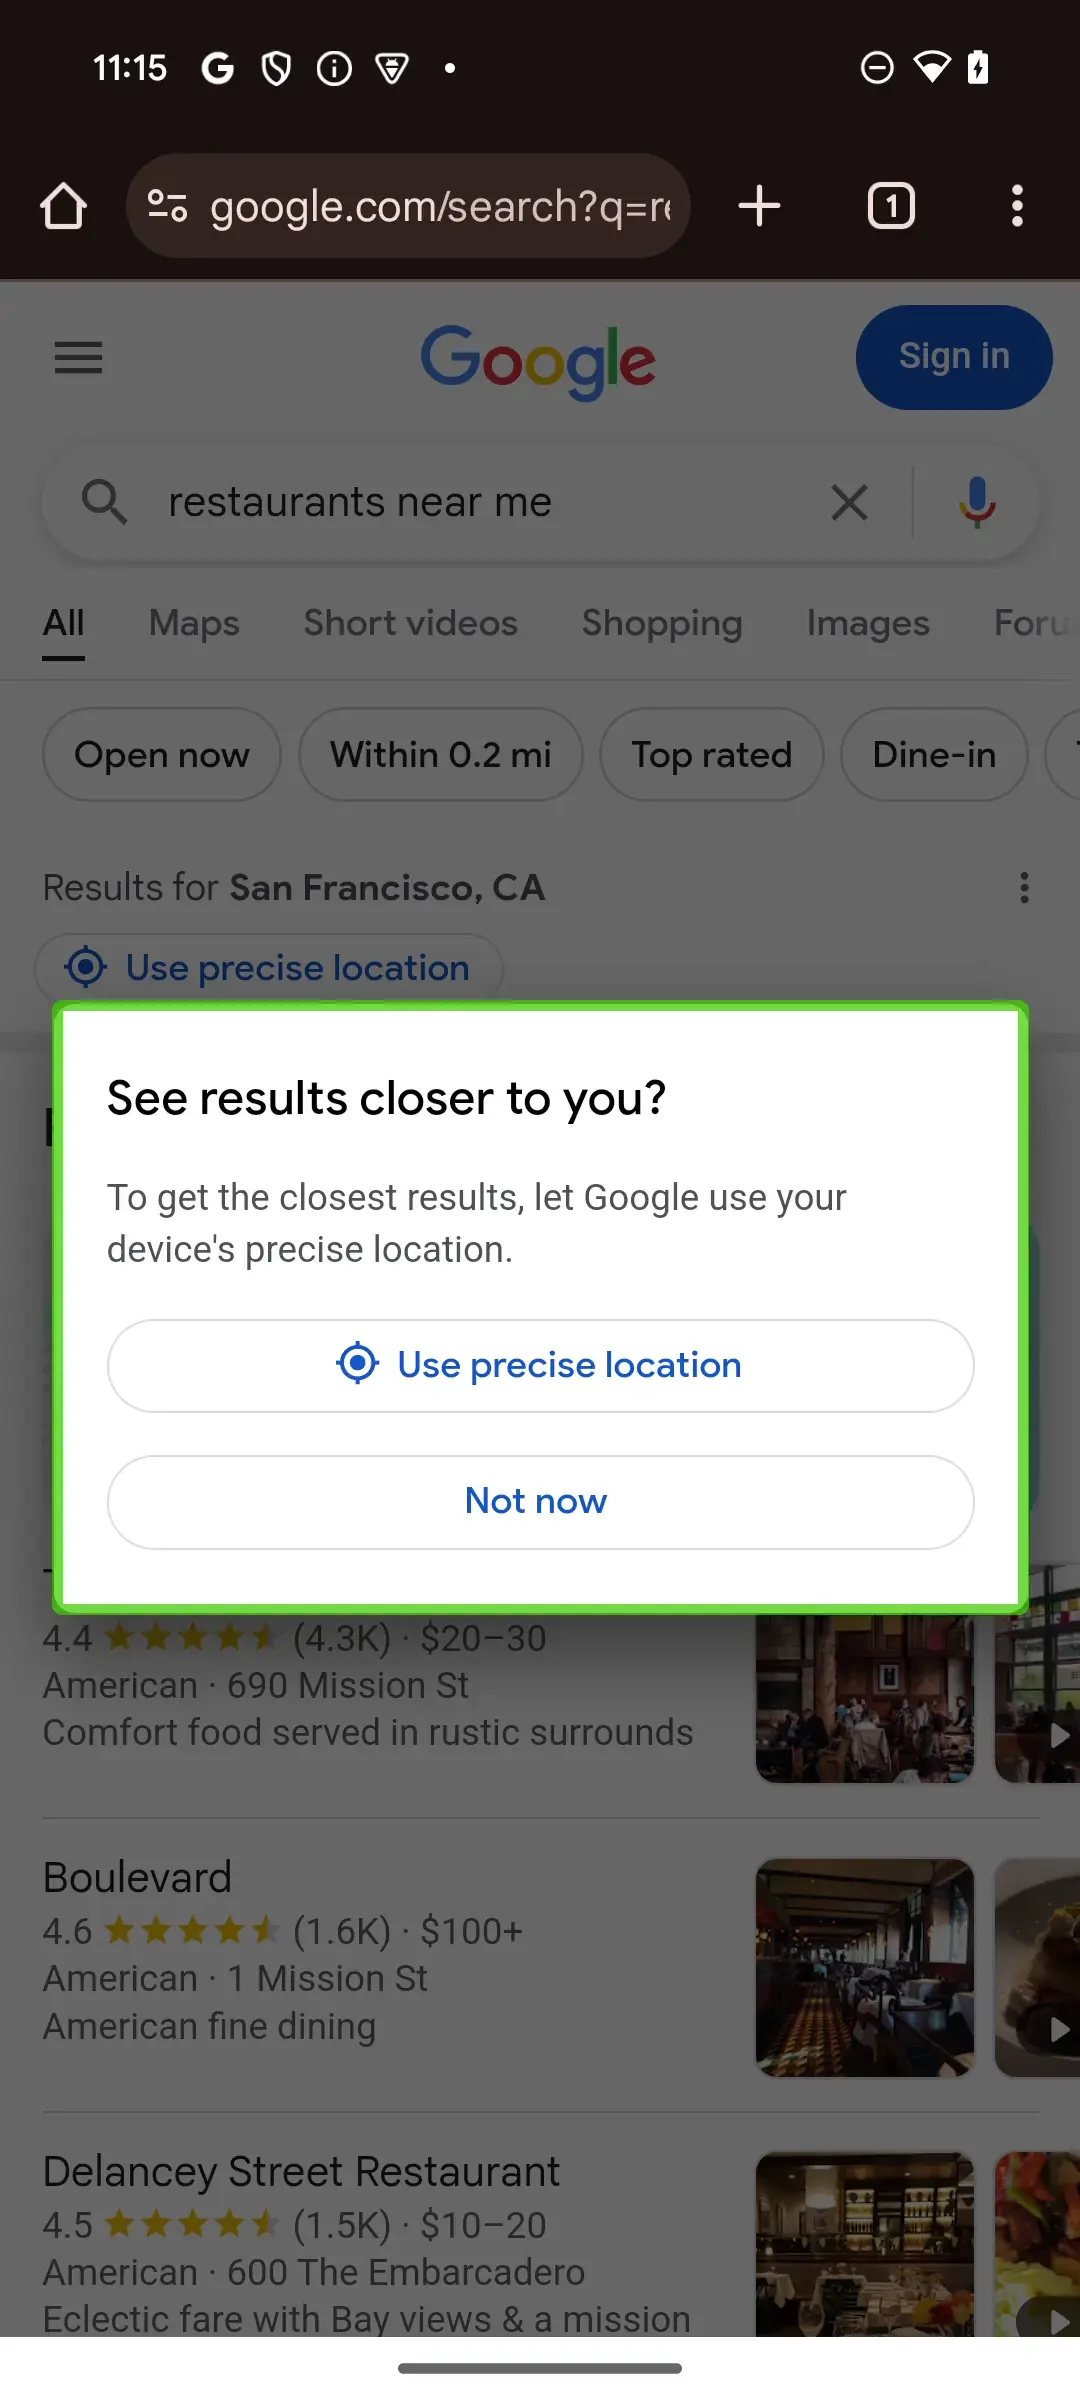 11:15
google.com/search?q=re
1
Google
Sign in
restaurants near me
All Maps Short videos Shopping Images Foru
Open now Within 0.2 mi Top rated Dine-in
Results for San Francisco, CA
Use precise location
See results closer to you?
To get the closest results, let Google use your
device's precise location.
Use precise location
Not now
4.4 (4.3K) · $20–30
American · 690 Mission St
Comfort food served in rustic surrounds
Boulevard
4.6 (1.6K) · $100+
American · 1 Mission St
American fine dining
Delancey Street Restaurant
4.5 (1.5K) · $10–20
American · 600 The Embarcadero
Eclectic fare with Bay views & a mission